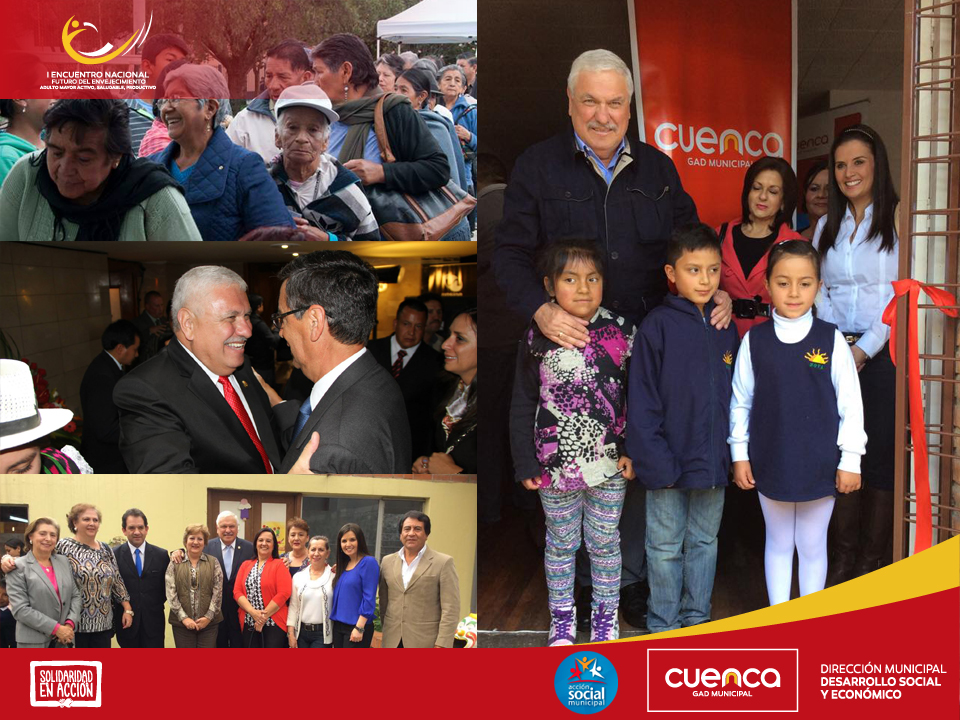 I ENCUENTRO NACIONAL
FUTURO DEL ENVEJECIMIENTO
ADULTO MAYOR ACTIVO, SALUDABLE, PRODUCTIVO
cuenca
GAD MUNICIPAL
cuenca
SOLIDARIDAD
EN ACCIÓN
acción
social
municipal
cuenca
GAD MUNICIPAL
DIRECCIÓN MUNICIPAL
DESARROLLO SOCIAL
Y ECONÓMICO